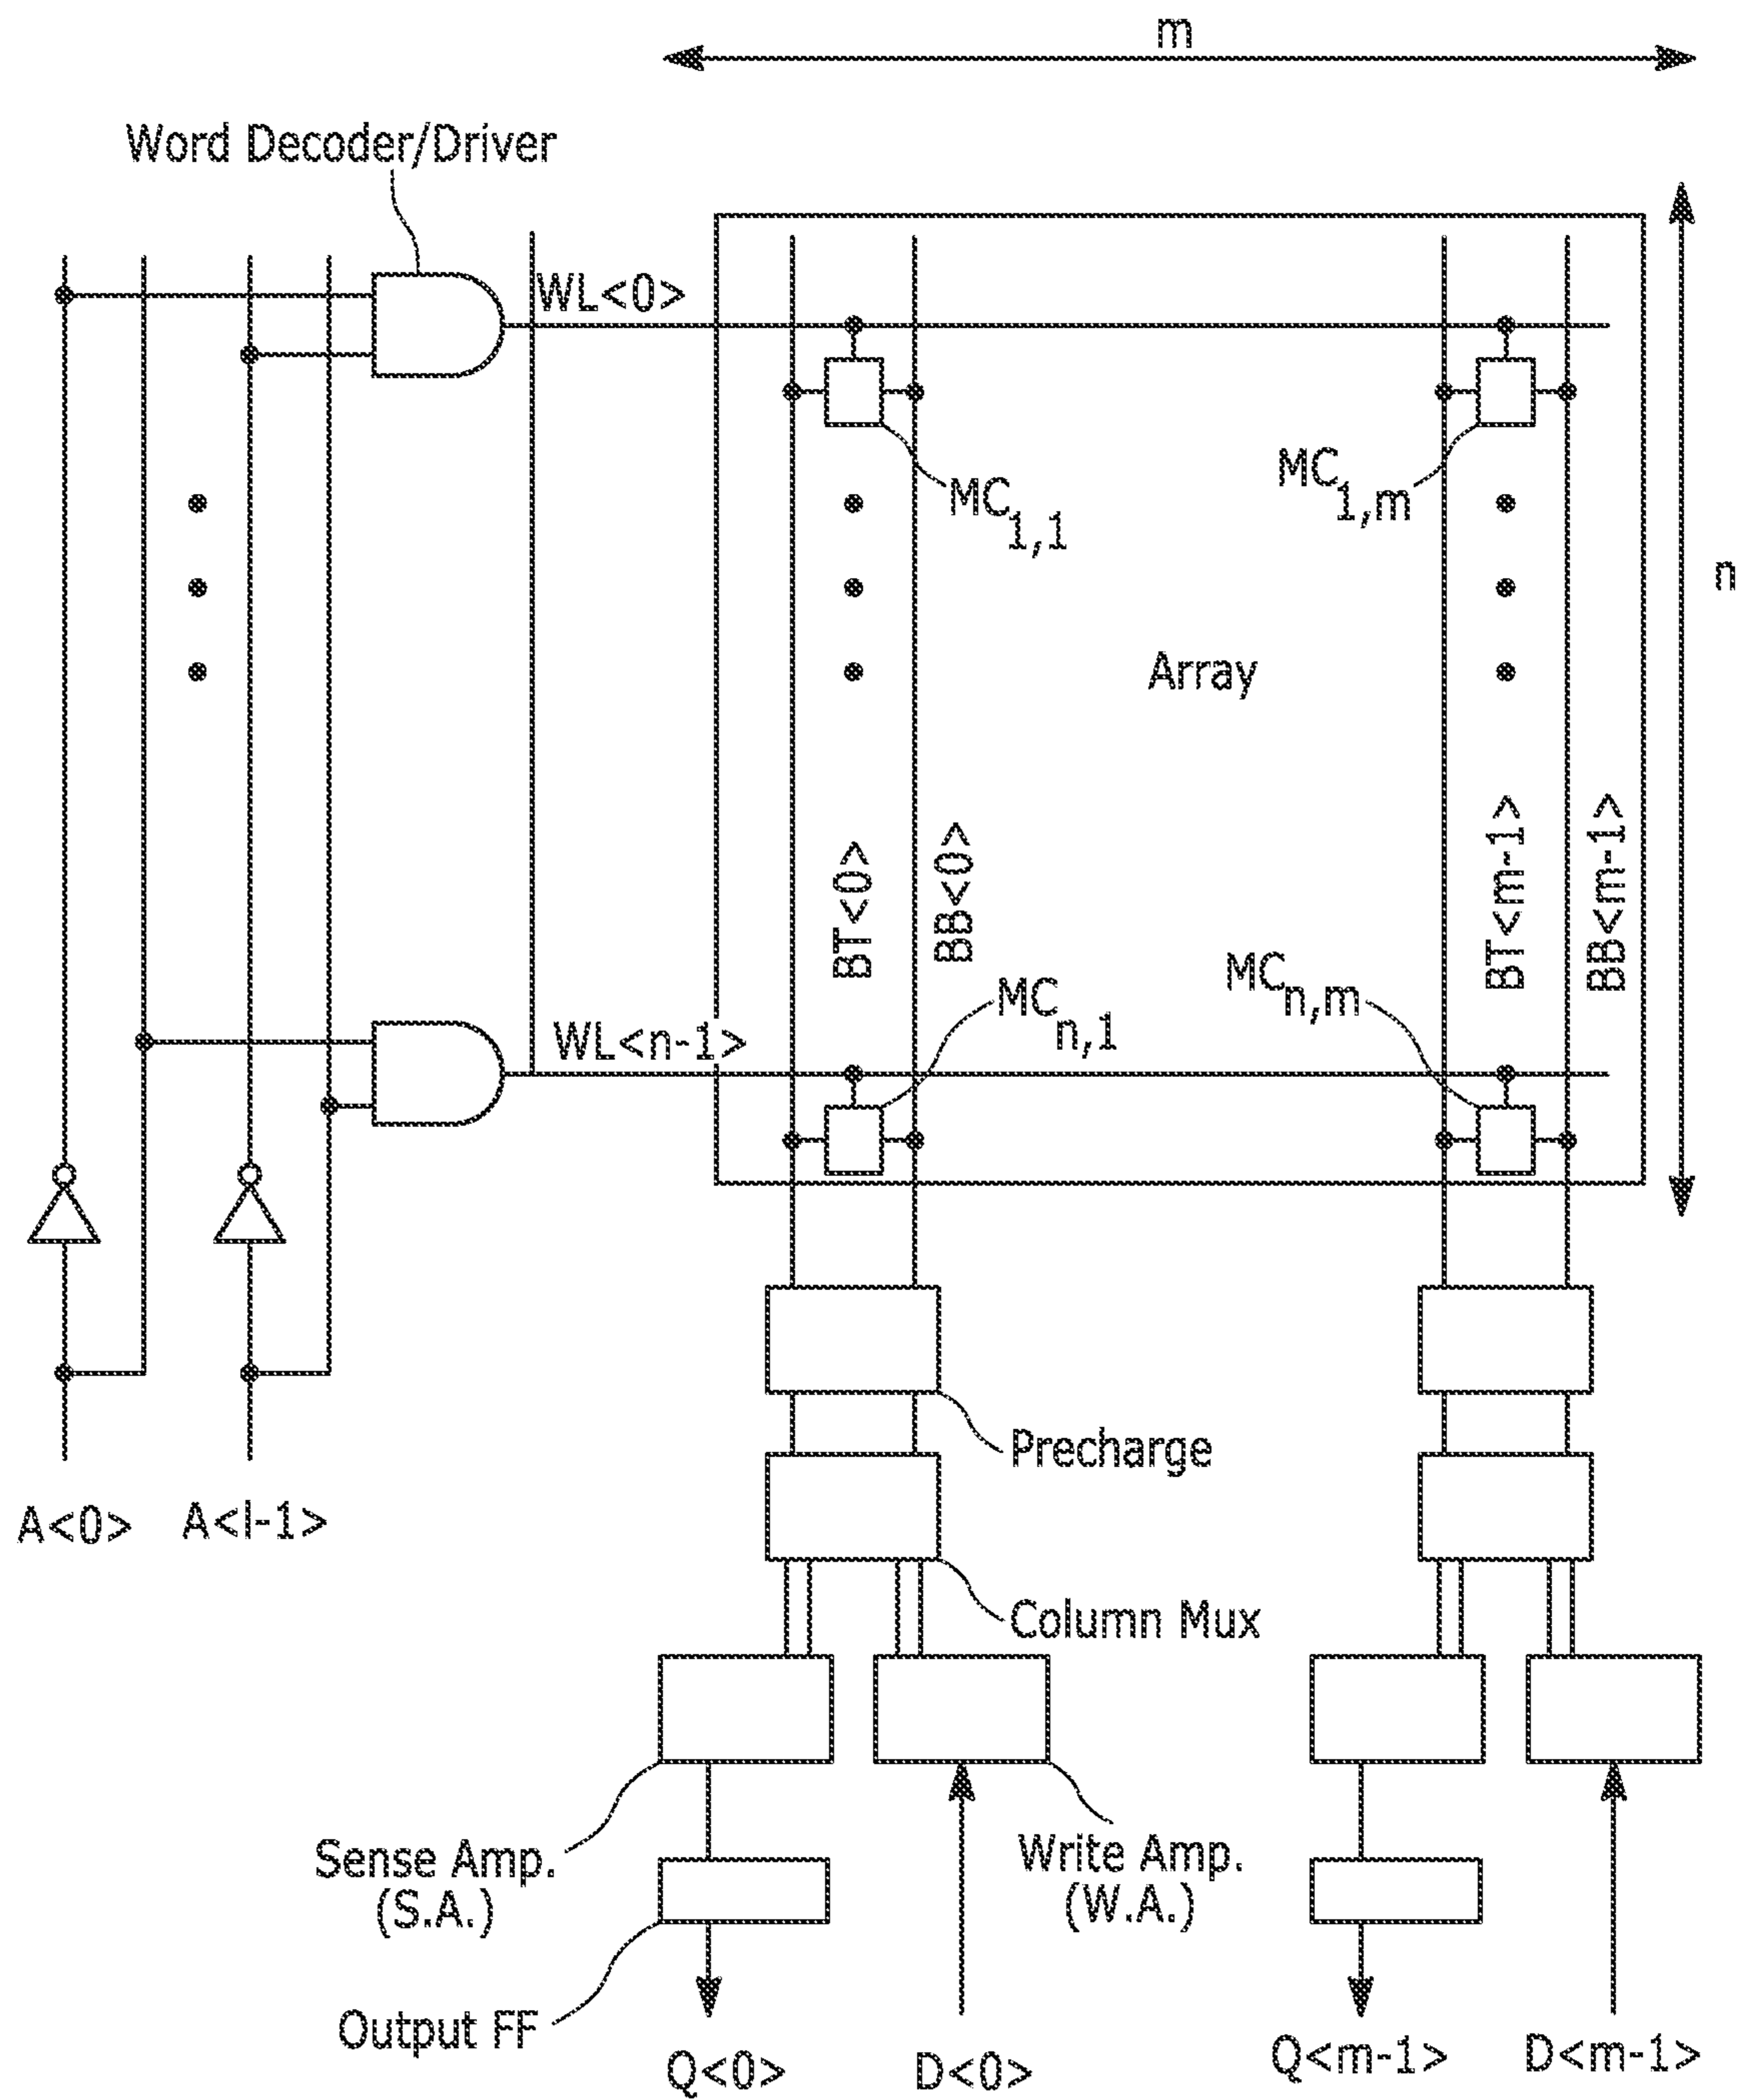 m
Word Decoder/Driver
WL<0>
MC1,1
MC1,m
n
Array
BT<0>
BB<0>
BT<m-1>
BB<m-1>
WL<n-1>
MCn,1
MCn,m
Precharge
A<0>
A<l-1>
Column Mux
Sense Amp.
(S.A.)
Write Amp.
(W.A.)
Output FF
Q<0>
D<0>
Q<m-1>
D<m-1>